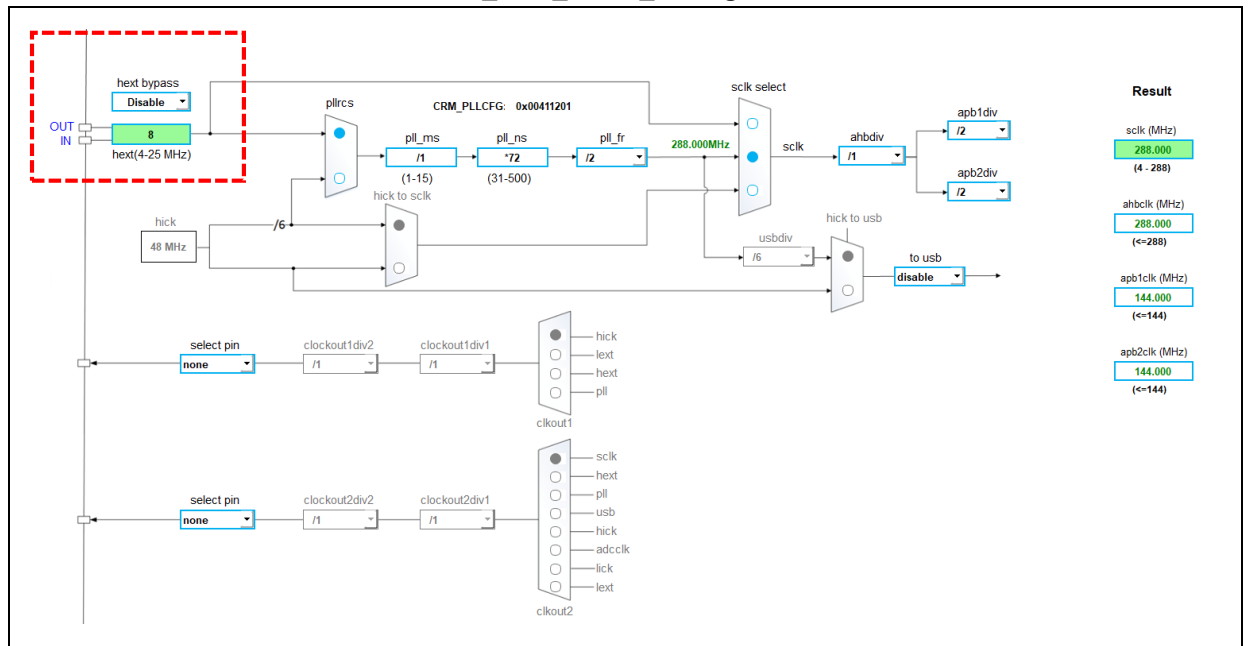 hext bypass
Disable
OUT
IN
8
hext(4-25 MHz)
pllrcs
CRM_PLLCFG: 0x00411201
pll_ms
/1
(1-15)
pll_ns
*72
(31-500)
pll_fr
/2
288.000MHz
sclk select
sclk
ahbdiv
/1
apb1div
/2
apb2div
/2
hick
48 MHz
/6
hick to sclk
usbdiv
/6
hick to usb
to usb
disable
select pin
none
clockout1div2
/1
clockout1div1
/1
hick
lext
hext
pll
clkout1
select pin
none
clockout2div2
/1
clockout2div1
/1
sclk
hext
pll
usb
hick
adcclk
lick
lext
clkout2
Result
sclk (MHz)
288.000
(4 - 288)
ahbclk (MHz)
288.000
(<=288)
apb1clk (MHz)
144.000
(<=144)
apb2clk (MHz)
144.000
(<=144)